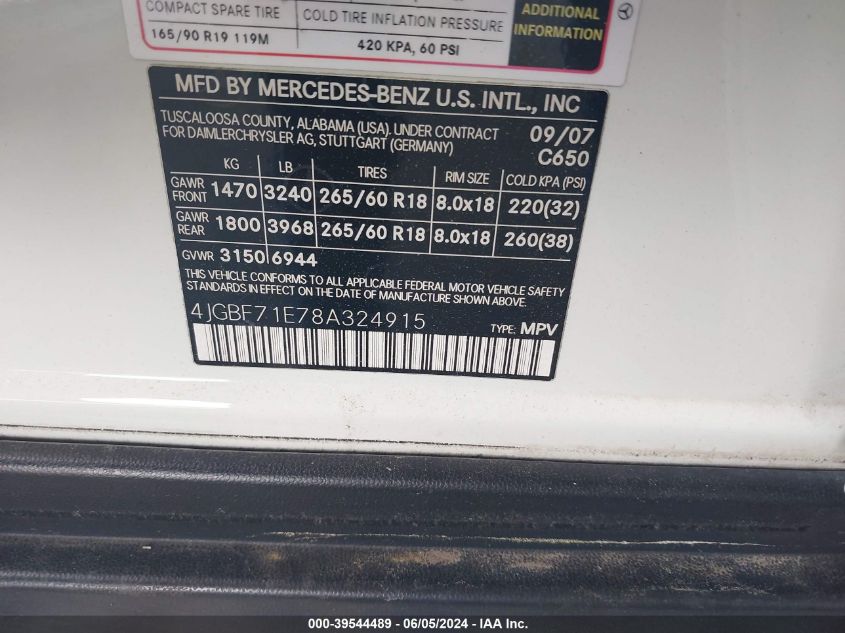 COMPACT SPARE TIRE COLD TIRE INFLATION PRESSURE
165/90 R19 119M 420 KPA, 60 PSI
ADDITIONAL
INFORMATION
MFD BY MERCEDES-BENZ U.S. INTL., INC
TUSCALOOSA COUNTY, ALABAMA (USA). UNDER CONTRACT 09/07
FOR DAIMLERCHRYSLER AG, STUTTGART (GERMANY) C650
KG LB TIRES RIM SIZE COLD KPA (PSI)
GAWR FRONT 1470 3240 265/60 R18 8.0x18 220(32)
GAWR REAR 1800 3968 265/60 R18 8.0x18 260(38)
GVWR 3150 6944
THIS VEHICLE CONFORMS TO ALL APPLICABLE FEDERAL MOTOR VEHICLE SAFETY
STANDARDS IN EFFECT ON THE DATE OF MANUFACTURE SHOWN ABOVE.
4JGBF71E78A324915 TYPE: MPV
000-39544489 - 06/05/2024 - IAA Inc.